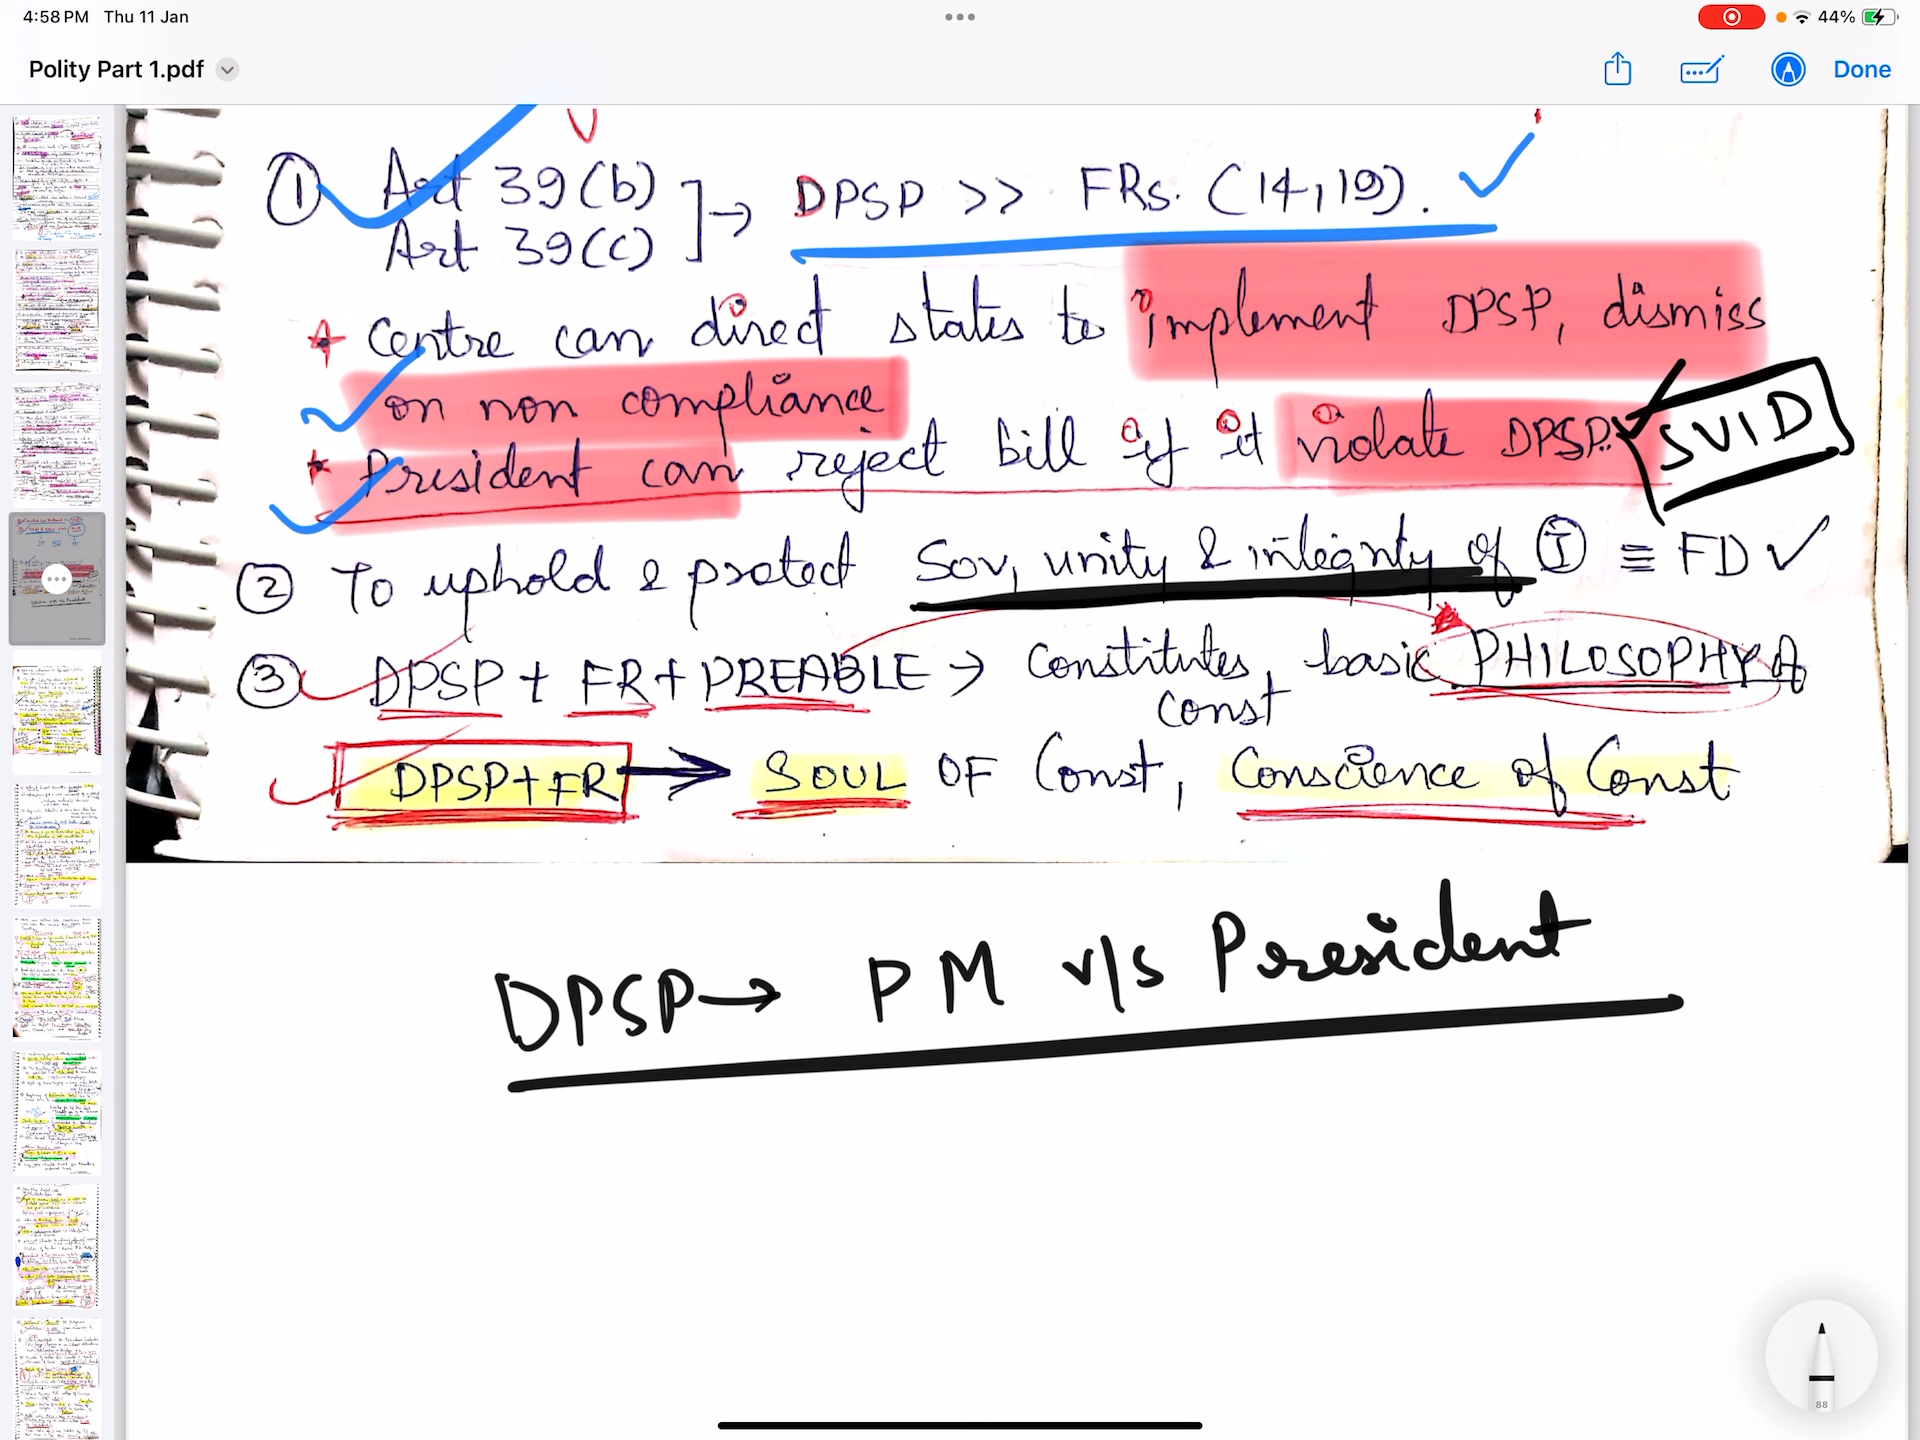 4:58 PM Thu 11 Jan
44%
Polity Part 1.pdf
Done
① Art 39(b)
Art 39(c) ] → DPSP >> FRs. (14,19). ✓
* Centre can direct states to implement DPSP, dismiss
on non compliance
* President can reject bill if it violate DPSP. SVID
② To uphold & protect Sov, unity & integrity of Ⓘ ≡ FD ✓
③ DPSP + FR + PREABLE → Constitutes basic PHILOSOPHY of
Const
DPSP+FR → SOUL OF Const, Conscience of Const
DPSP → PM v/s President
88